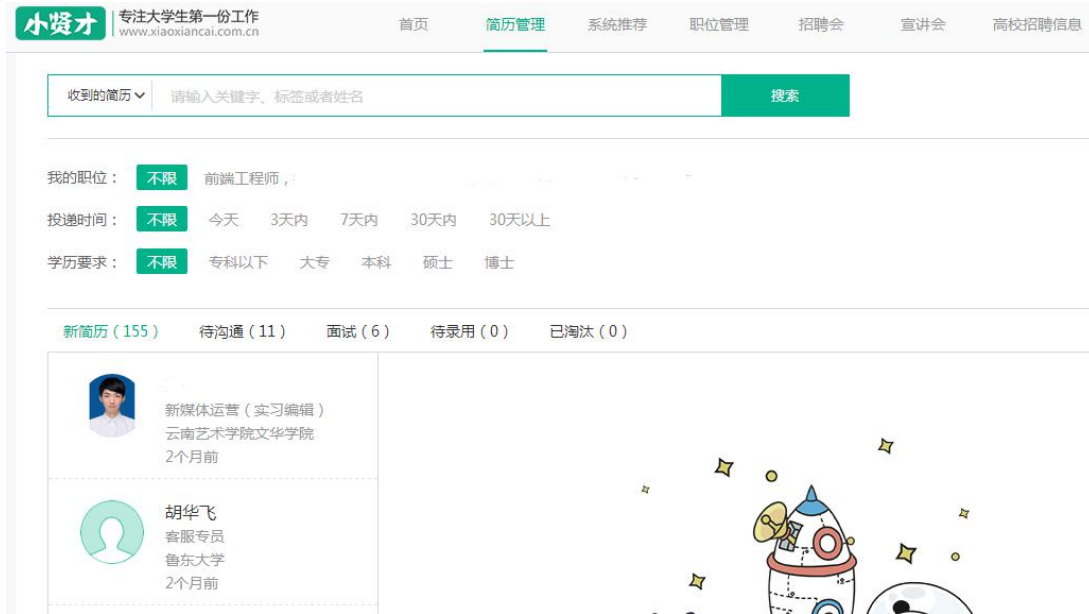 小贤才 专注大学生第一份工作
www.xiaoxiancai.com.cn
首页 简历管理 系统推荐 职位管理 招聘会 宣讲会 高校招聘信息
收到的简历 请输入关键字、标签或者姓名 搜索
我的职位： 不限 前端工程师，
投递时间： 不限 今天 3天内 7天内 30天内 30天以上
学历要求： 不限 专科以下 大专 本科 硕士 博士
新简历（155） 待沟通（11） 面试（6） 待录用（0） 已淘汰（0）
新媒体运营（实习编辑）
云南艺术学院文华学院
2个月前
胡华飞
客服专员
鲁东大学
2个月前